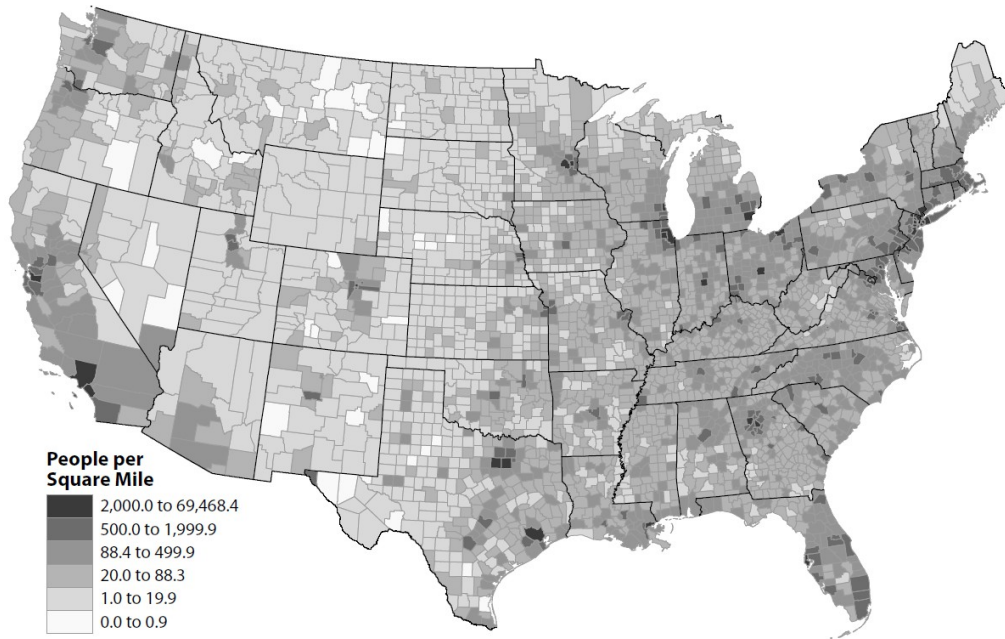 People per
Square Mile
2,000.0 to 69,468.4
500.0 to 1,999.9
88.4 to 499.9
20.0 to 88.3
1.0 to 19.9
0.0 to 0.9